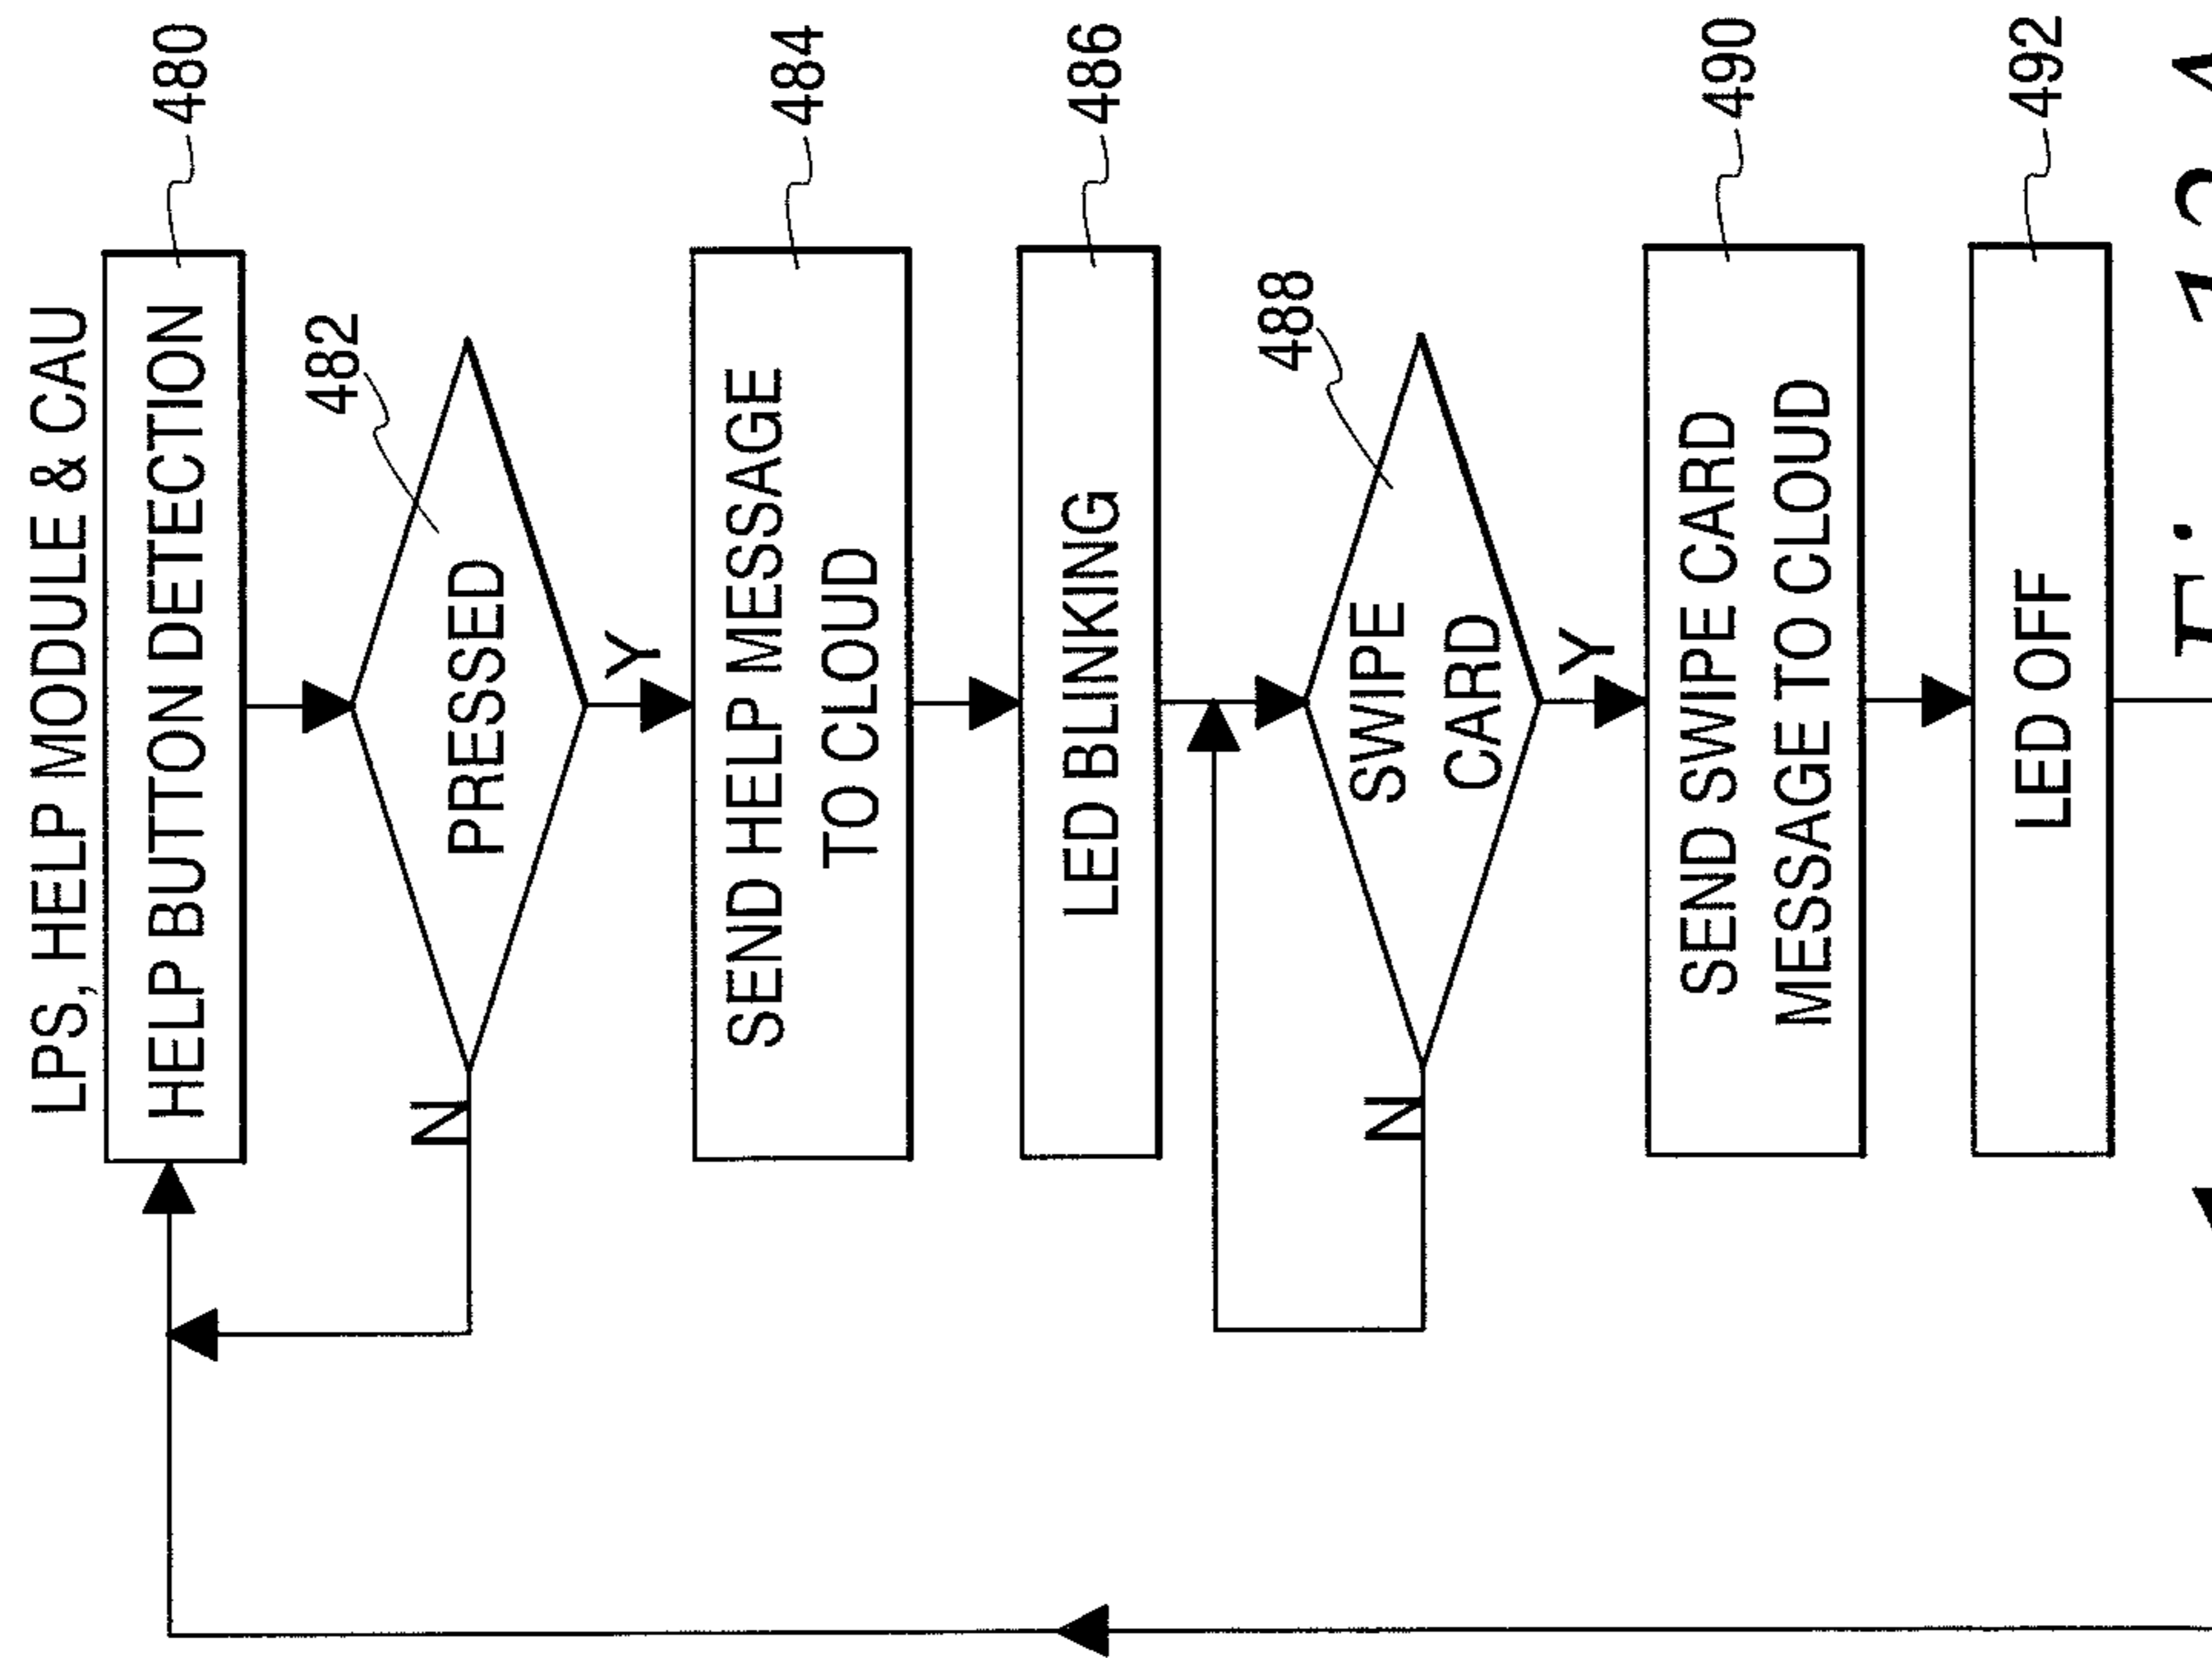 LPS, HELP MODULE & CAU
HELP BUTTON DETECTION
480
PRESSED
482
N
Y
SEND HELP MESSAGE
TO CLOUD
484
LED BLINKING
486
SWIPE
CARD
488
N
Y
SEND SWIPE CARD
MESSAGE TO CLOUD
490
LED OFF
492